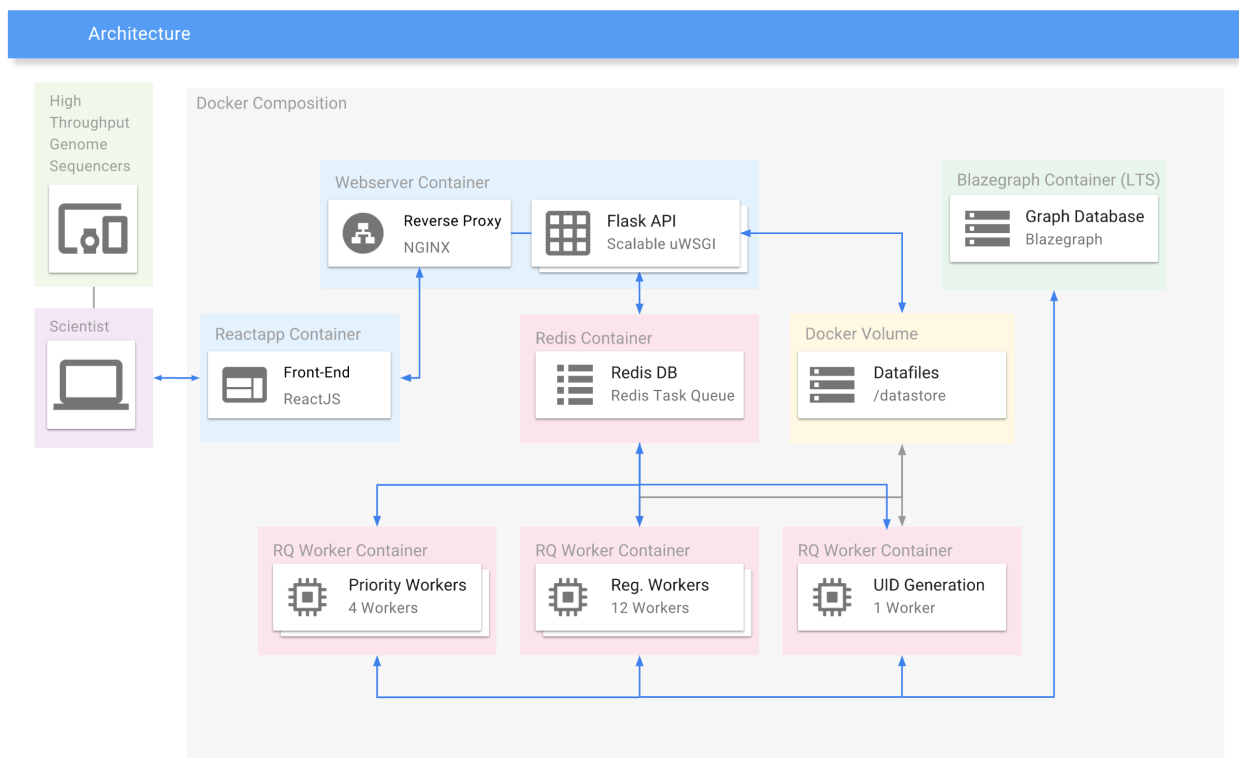 Architecture
High
Throughput
Genome
Sequencers
Scientist
Docker Composition
Webserver Container
Reverse Proxy
NGINX
Flask API
Scalable uWSGI
Blazegraph Container (LTS)
Graph Database
Blazegraph
Reactapp Container
Front-End
ReactJS
Redis Container
Redis DB
Redis Task Queue
Docker Volume
Datafiles
/datastore
RQ Worker Container
Priority Workers
4 Workers
RQ Worker Container
Reg. Workers
12 Workers
RQ Worker Container
UID Generation
1 Worker